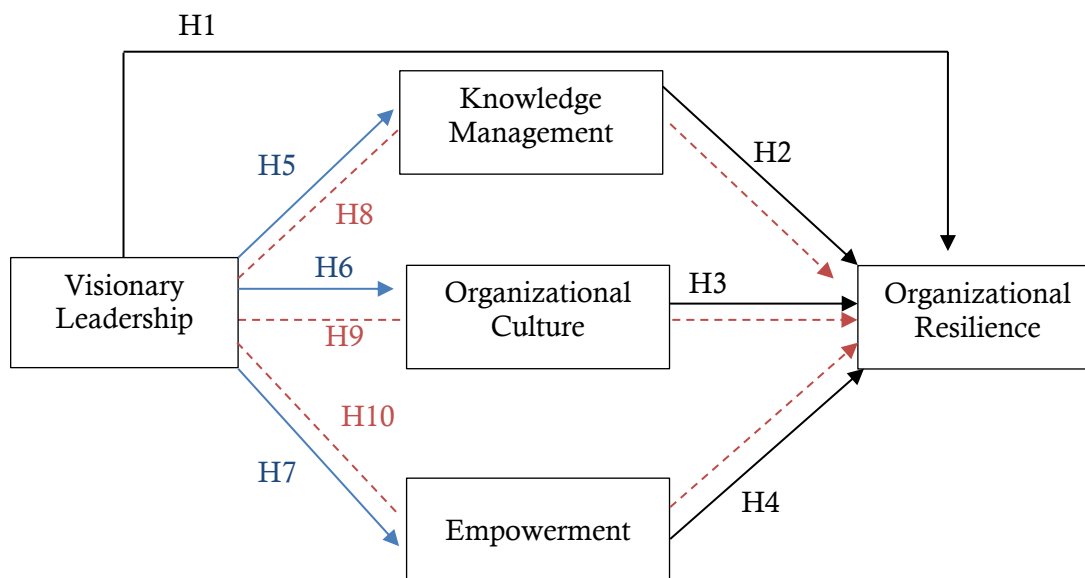 H1
Knowledge
Management
H2
H5
H8
Visionary
Leadership
H6
Organizational
Culture
H3
Organizational
Resilience
H9
H10
H7
Empowerment
H4